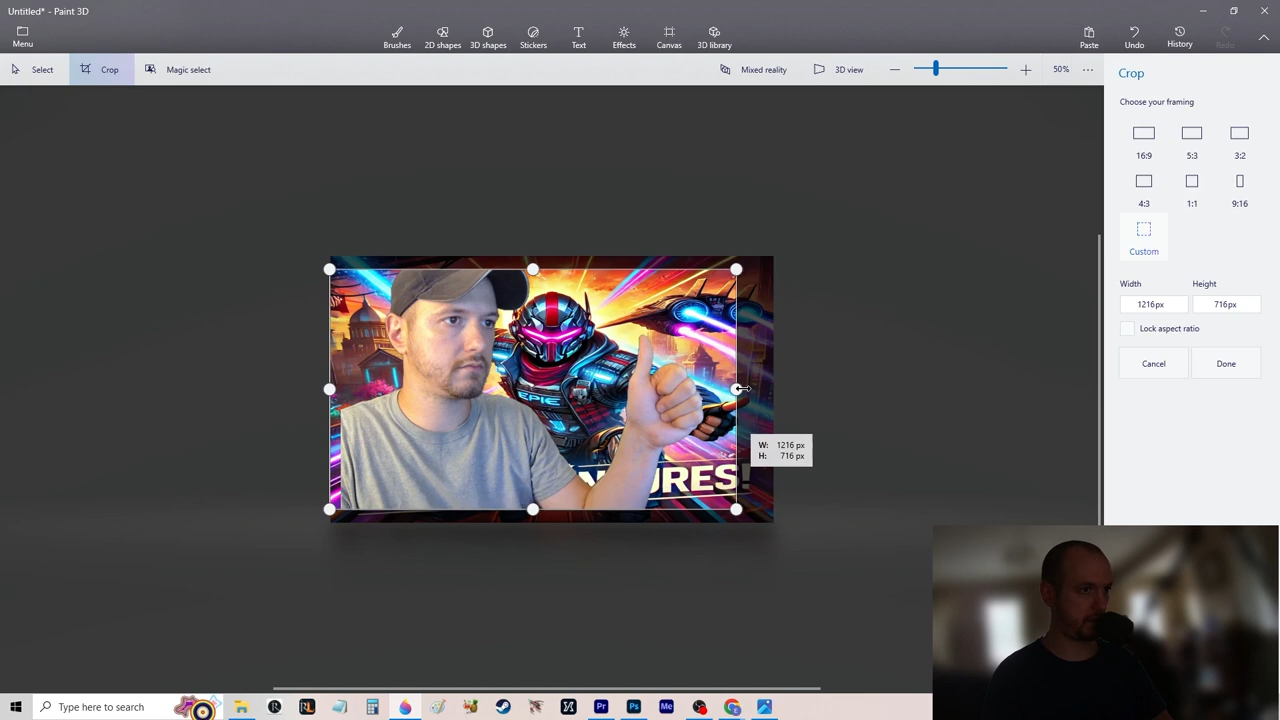 Untitled* - Paint 3D
Menu
Brushes 2D shapes 3D shapes Stickers Text Effects Canvas 3D library
Paste Undo History Redo
Select Crop Magic select
Mixed reality 3D view 50%
Crop
Choose your framing
16:9 5:3 3:2
4:3 1:1 9:16
Custom
Width Height
1216px 716px
Lock aspect ratio
Cancel Done
EPIC
W: 1216 px
H: 716 px
URES!
Type here to search
Pr Ps Me